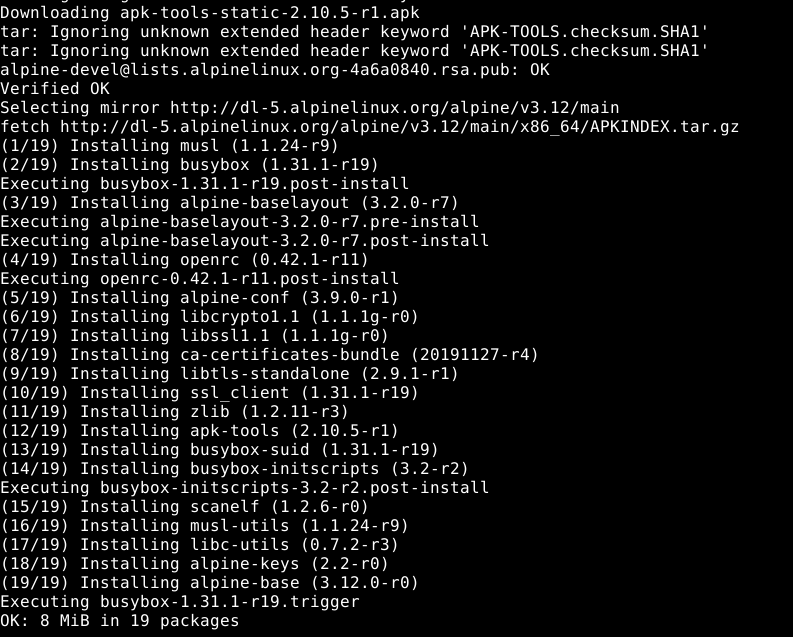 Downloading apk-tools-static-2.10.5-r1.apk
tar: Ignoring unknown extended header keyword 'APK-TOOLS.checksum.SHA1'
tar: Ignoring unknown extended header keyword 'APK-TOOLS.checksum.SHA1'
alpine-devel@lists.alpinelinux.org-4a6a0840.rsa.pub: OK
Verified OK
Selecting mirror http://dl-5.alpinelinux.org/alpine/v3.12/main
fetch http://dl-5.alpinelinux.org/alpine/v3.12/main/x86_64/APKINDEX.tar.gz
(1/19) Installing musl (1.1.24-r9)
(2/19) Installing busybox (1.31.1-r19)
Executing busybox-1.31.1-r19.post-install
(3/19) Installing alpine-baselayout (3.2.0-r7)
Executing alpine-baselayout-3.2.0-r7.pre-install
Executing alpine-baselayout-3.2.0-r7.post-install
(4/19) Installing openrc (0.42.1-r11)
Executing openrc-0.42.1-r11.post-install
(5/19) Installing alpine-conf (3.9.0-r1)
(6/19) Installing libcrypto1.1 (1.1.1g-r0)
(7/19) Installing libssl1.1 (1.1.1g-r0)
(8/19) Installing ca-certificates-bundle (20191127-r4)
(9/19) Installing libtls-standalone (2.9.1-r1)
(10/19) Installing ssl_client (1.31.1-r19)
(11/19) Installing zlib (1.2.11-r3)
(12/19) Installing apk-tools (2.10.5-r1)
(13/19) Installing busybox-suid (1.31.1-r19)
(14/19) Installing busybox-initscripts (3.2-r2)
Executing busybox-initscripts-3.2-r2.post-install
(15/19) Installing scanelf (1.2.6-r0)
(16/19) Installing musl-utils (1.1.24-r9)
(17/19) Installing libc-utils (0.7.2-r3)
(18/19) Installing alpine-keys (2.2-r0)
(19/19) Installing alpine-base (3.12.0-r0)
Executing busybox-1.31.1-r19.trigger
OK: 8 MiB in 19 packages